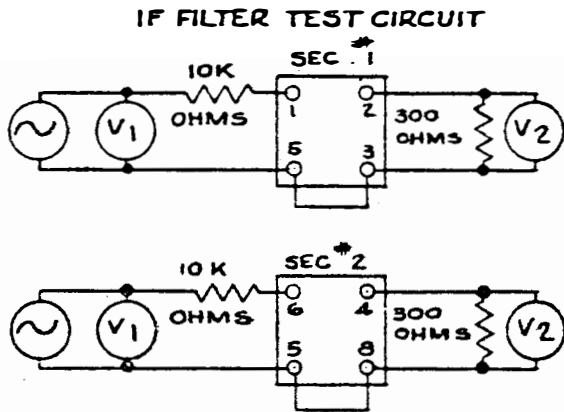 IF FILTER TEST CIRCUIT
SEC. #1
10K
OHMS
V1
1
2
5
3
300
OHMS
V2
SEC #2
10K
OHMS
V1
6
4
5
8
300
OHMS
V2